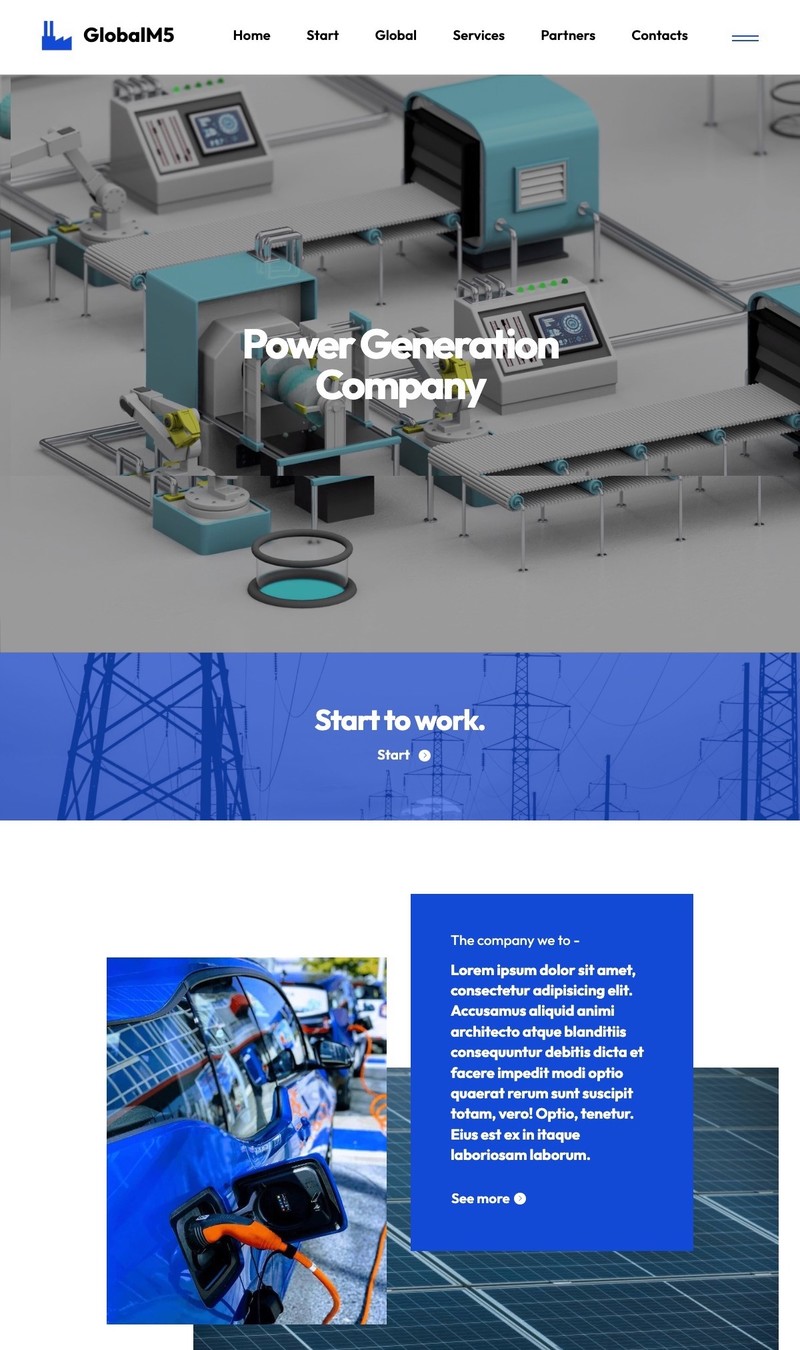 GlobalM5
Home
Start
Global
Services
Partners
Contacts
Power Generation
Company
Start to work.
Start
The company we to -
Lorem ipsum dolor sit amet,
consectetur adipisicing elit.
Accusamus aliquid animi
architecto atque blanditiis
consequuntur debitis dicta et
facere impedit modi optio
quaerat rerum sunt suscipit
totam, vero! Optio, tenetur.
Eius est ex in itaque
laboriosam laborum.
See more